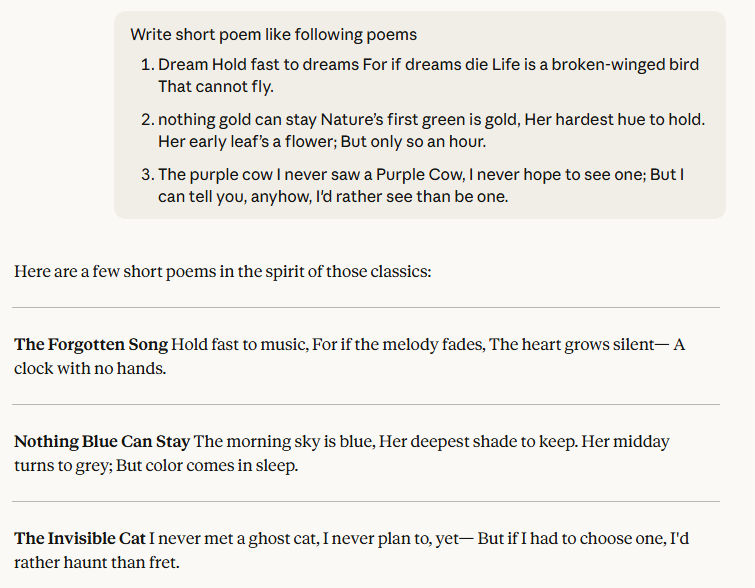 Write short poem like following poems
1. Dream Hold fast to dreams For if dreams die Life is a broken-winged bird
That cannot fly.
2. nothing gold can stay Nature’s first green is gold, Her hardest hue to hold.
Her early leaf’s a flower; But only so an hour.
3. The purple cow I never saw a Purple Cow, I never hope to see one; But I
can tell you, anyhow, I’d rather see than be one.
Here are a few short poems in the spirit of those classics:
The Forgotten Song Hold fast to music, For if the melody fades, The heart grows silent— A
clock with no hands.
Nothing Blue Can Stay The morning sky is blue, Her deepest shade to keep. Her midday
turns to grey; But color comes in sleep.
The Invisible Cat I never met a ghost cat, I never plan to, yet— But if I had to choose one, I'd
rather haunt than fret.